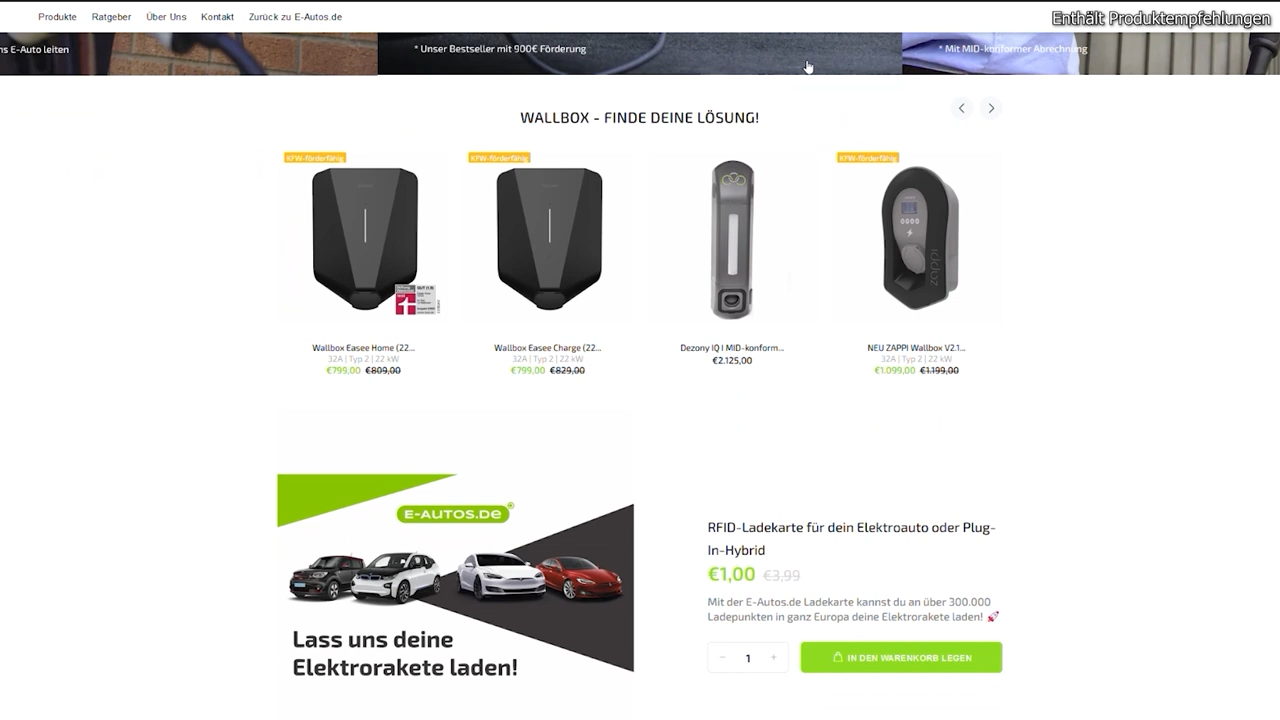 Produkte Ratgeber Über Uns Kontakt Zurück zu E-Autos.de
Enthält Produktempfehlungen
ns E-Auto leiten
* Unser Bestseller mit 900€ Förderung
* Mit MID-konformer Abrechnung
WALLBOX - FINDE DEINE LÖSUNG!
KFW-förderfähig
KFW-förderfähig
KFW-förderfähig
zappi
Wallbox Easee Home (22...
32A | Typ 2 | 22 kW
€799,00 €809,00
Wallbox Easee Charge (22...
32A | Typ 2 | 22 kW
€799,00 €829,00
Dezony IQ I MID-konform...
€2.125,00
NEU ZAPPI Wallbox V2.1...
32A | Typ 2 | 22 kW
€1.099,00 €1.199,00
E-AUTOS.DE
Lass uns deine
Elektrorakete laden!
RFID-Ladekarte für dein Elektroauto oder Plug-
In-Hybrid
€1,00 €3,99
Mit der E-Autos.de Ladekarte kannst du an über 300.000
Ladepunkten in ganz Europa deine Elektrorakete laden! 🚀
− 1 +
IN DEN WARENKORB LEGEN